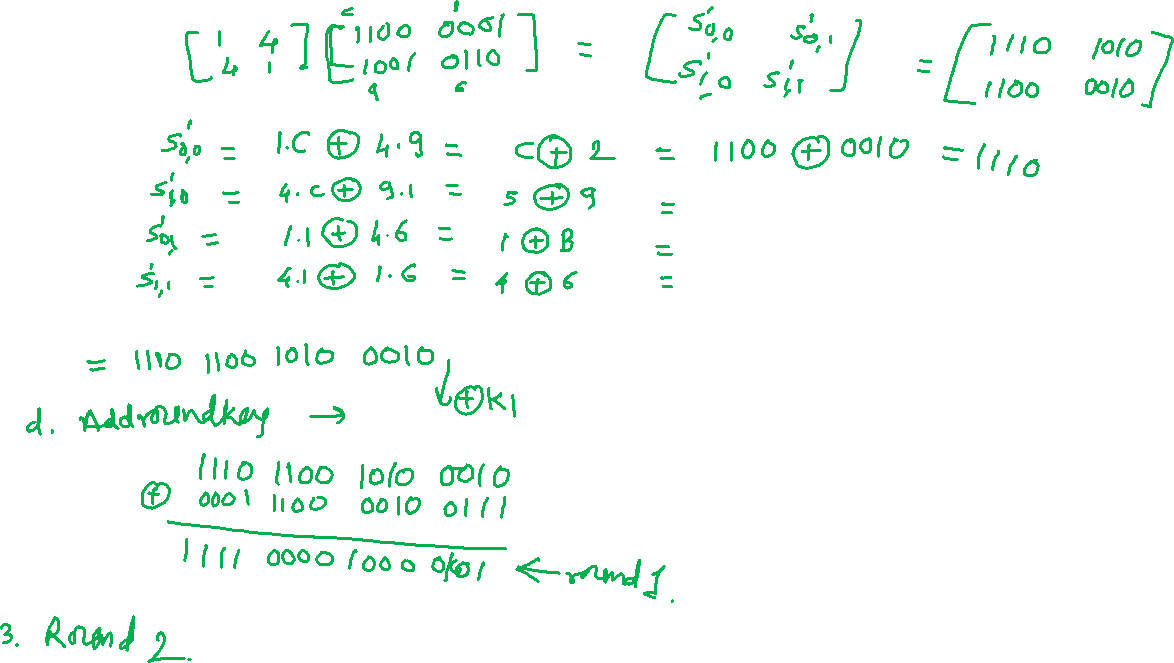 c 1
[1 4 4 1] [1100 0001 1001 0110] = [s'0,0 s'0,1 s'1,0 s'1,1] = [1110 1010 1100 0010]
9 6
s'0,0 = 1.C ⊕ 4.9 = C ⊕ 2 = 1100 ⊕ 0010 = 1110
s'1,0 = 4.C ⊕ 9.1 = 5 ⊕ 9 =
s'0,1 = 1.1 ⊕ 4.6 = 1 ⊕ B =
s'1,1 = 4.1 ⊕ 1.6 = 4 ⊕ 6 =
= 1110 1100 1010 0010
↓ ⊕ K1
d. Addroundkey →
1110 1100 1010 0010
⊕ 0001 1100 0010 0111
1111 0000 1000 0101 ← round 1.
3. Round 2